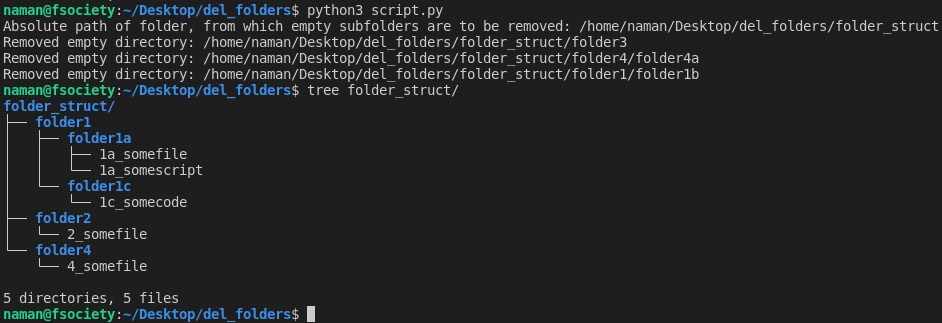 naman@fsociety:~/Desktop/del_folders$ python3 script.py
Absolute path of folder, from which empty subfolders are to be removed: /home/naman/Desktop/del_folders/folder_struct
Removed empty directory: /home/naman/Desktop/del_folders/folder_struct/folder3
Removed empty directory: /home/naman/Desktop/del_folders/folder_struct/folder4/folder4a
Removed empty directory: /home/naman/Desktop/del_folders/folder_struct/folder1/folder1b
naman@fsociety:~/Desktop/del_folders$ tree folder_struct/
folder_struct/
├── folder1
│   ├── folder1a
│   │   ├── 1a_somefile
│   │   └── 1a_somescript
│   └── folder1c
│       └── 1c_somecode
├── folder2
│   └── 2_somefile
└── folder4
    └── 4_somefile

5 directories, 5 files
naman@fsociety:~/Desktop/del_folders$